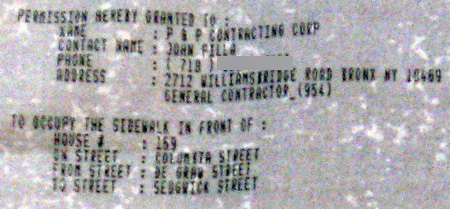 PERMISSION HEREBY GRANTED TO :
NAME : P & P CONTRACTING CORP
CONTACT NAME : JOHN PILLA
PHONE : ( 718 )
ADDRESS : 2712 WILLIAMSBRIDGE ROAD BRONX NY 10469
GENERAL CONTRACTOR (954)
TO OCCUPY THE SIDEWALK IN FRONT OF :
HOUSE # : 169
ON STREET : COLUMBIA STREET
FROM STREET : DE GRAW STREET
TO STREET : SEDGWICK STREET